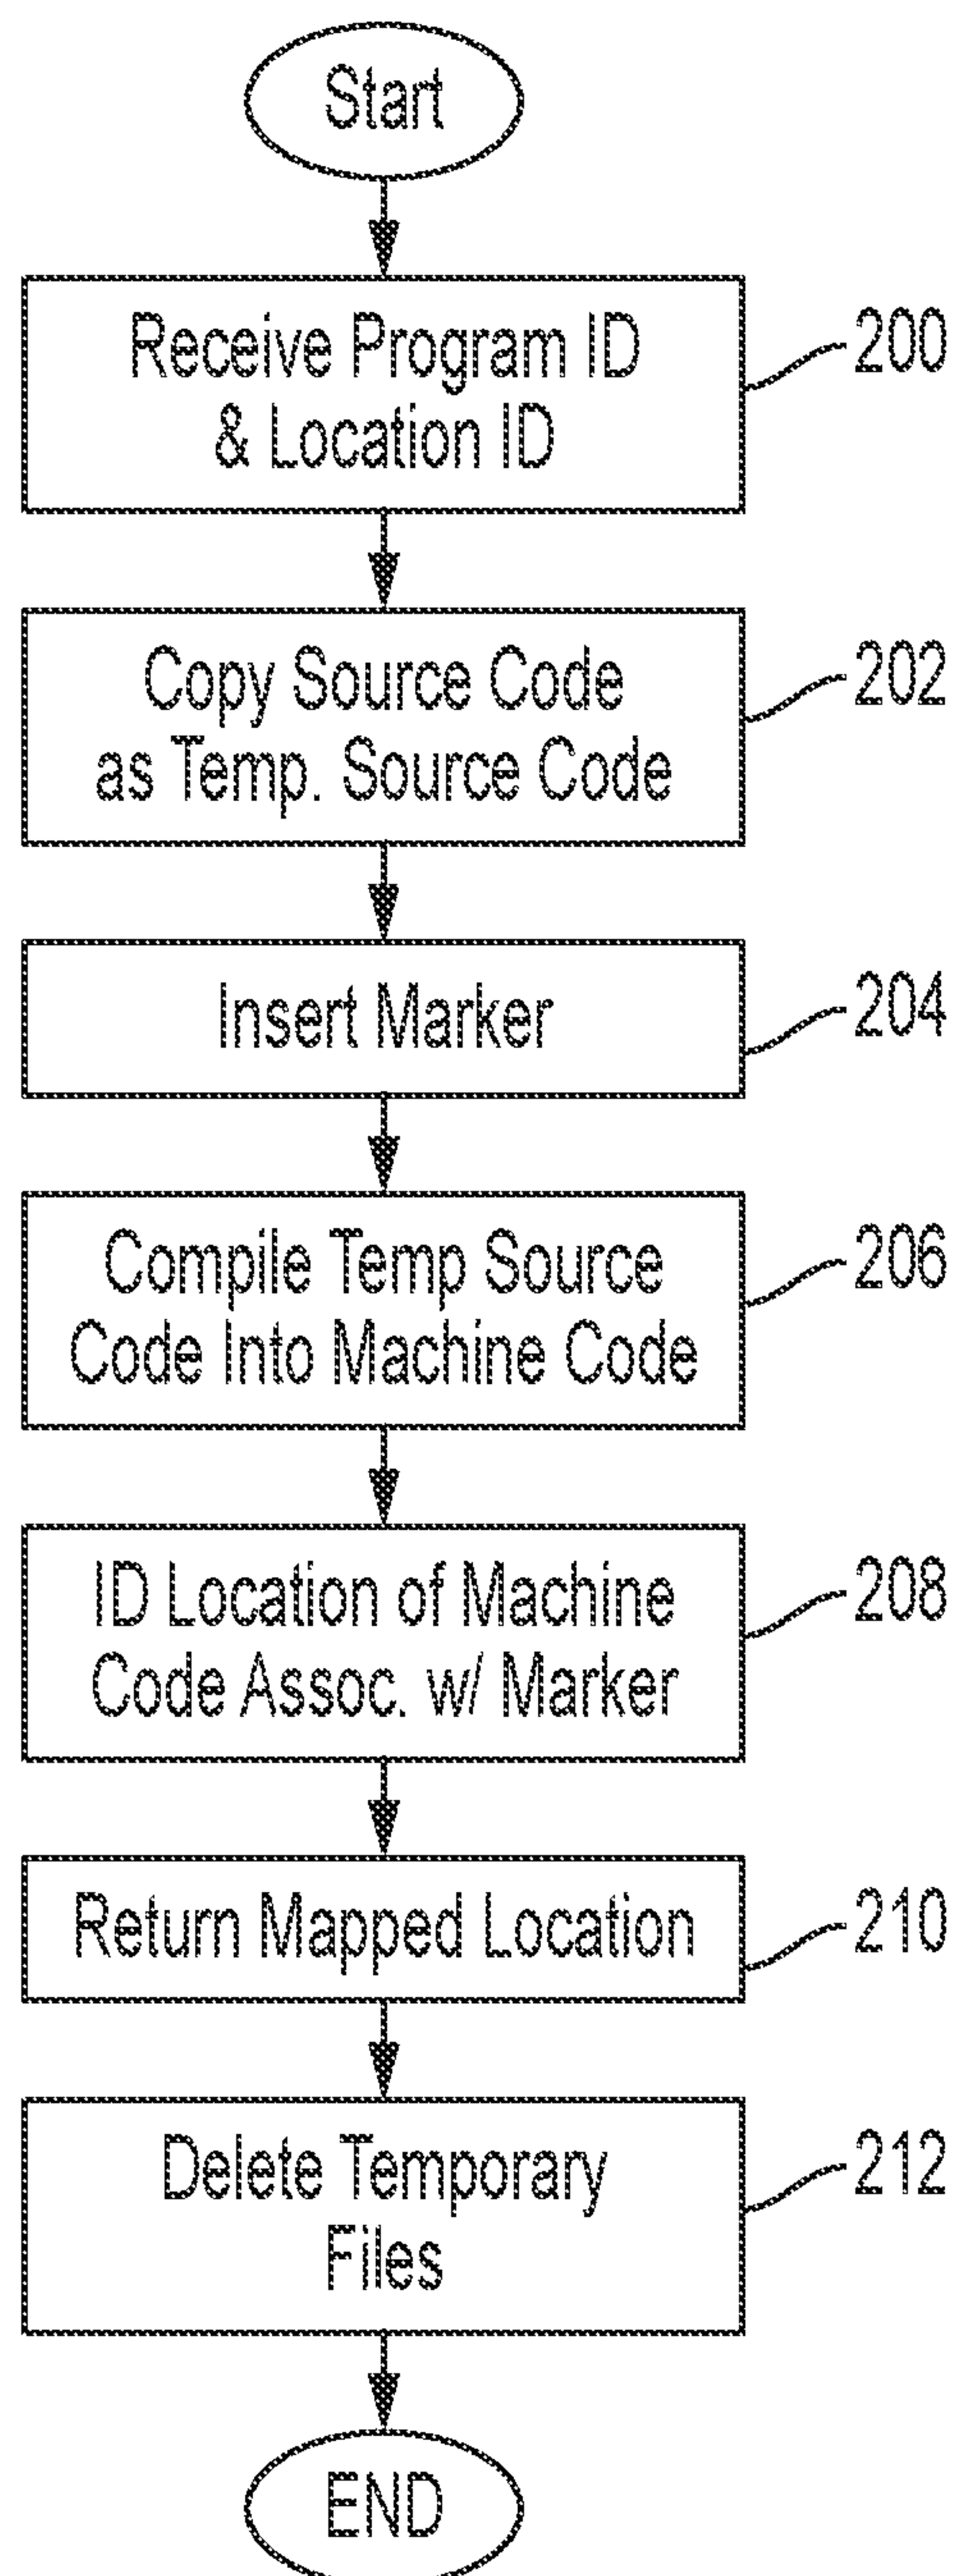 Start
Receive Program ID
& Location ID
200
Copy Source Code
as Temp. Source Code
202
Insert Marker
204
Compile Temp Source
Code Into Machine Code
206
ID Location of Machine
Code Assoc. w/ Marker
208
Return Mapped Location
210
Delete Temporary
Files
212
END